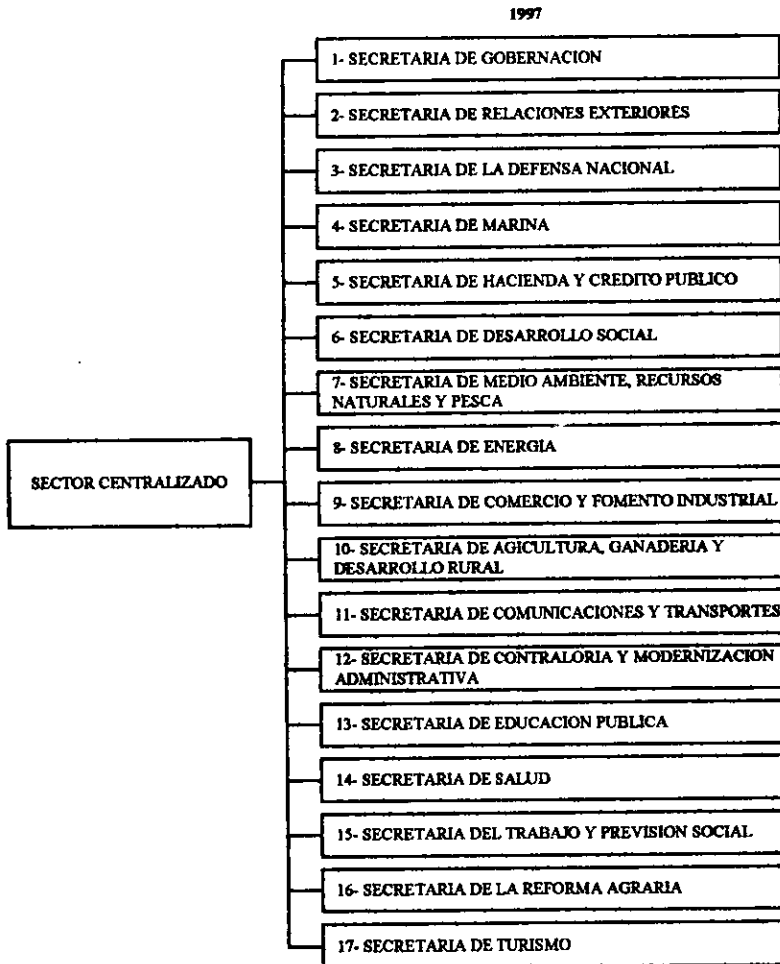 1997
1- SECRETARIA DE GOBERNACION
2- SECRETARIA DE RELACIONES EXTERIORES
3- SECRETARIA DE LA DEFENSA NACIONAL
4- SECRETARIA DE MARINA
5- SECRETARIA DE HACIENDA Y CREDITO PUBLICO
6- SECRETARIA DE DESARROLLO SOCIAL
7- SECRETARIA DE MEDIO AMBIENTE, RECURSOS
NATURALES Y PESCA
8- SECRETARIA DE ENERGIA
SECTOR CENTRALIZADO
9- SECRETARIA DE COMERCIO Y FOMENTO INDUSTRIAL
10- SECRETARIA DE AGICULTURA, GANADERIA Y
DESARROLLO RURAL
11- SECRETARIA DE COMUNICACIONES Y TRANSPORTES
12- SECRETARIA DE CONTRALORIA Y MODERNIZACION
ADMINISTRATIVA
13- SECRETARIA DE EDUCACION PUBLICA
14- SECRETARIA DE SALUD
15- SECRETARIA DEL TRABAJO Y PREVISION SOCIAL
16- SECRETARIA DE LA REFORMA AGRARIA
17- SECRETARIA DE TURISMO